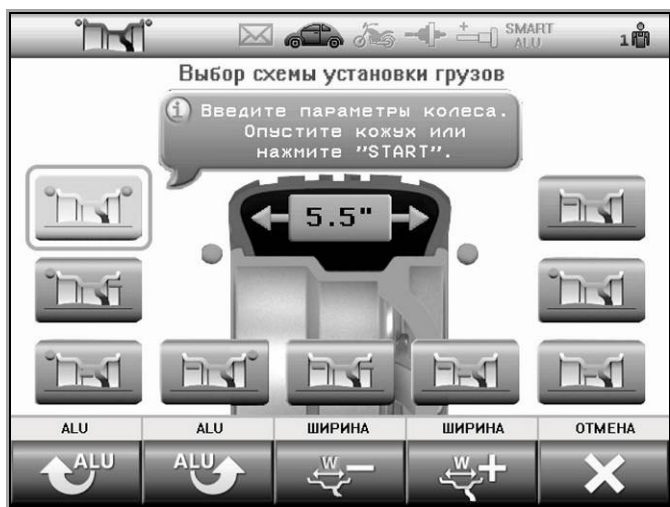 SMART
ALU
1
Выбор схемы установки грузов
Введите параметры колеса.
Опустите кожух или
нажмите "START".
5.5"
ALU
ALU
ШИРИНА
ШИРИНА
ОТМЕНА
ALU
ALU
W
W